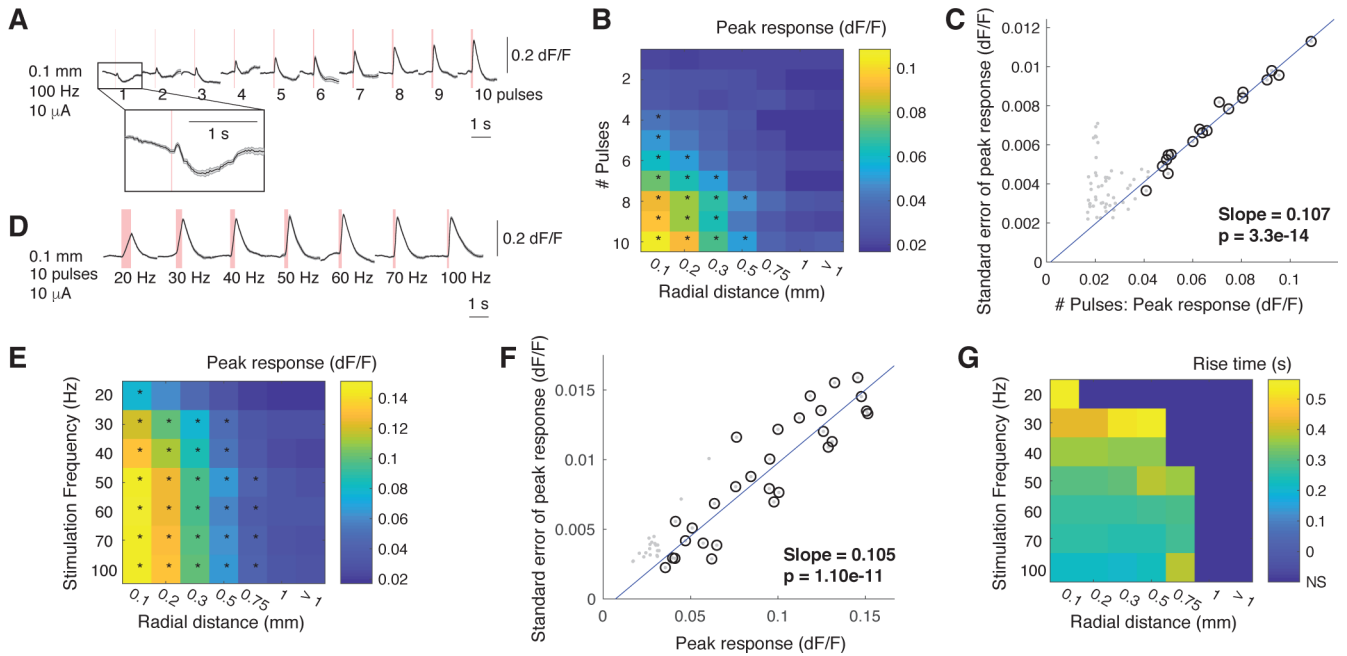 A
0.1 mm
100 Hz
10 μA
1 2 3 4 5 6 7 8 9 10 pulses
0.2 dF/F
1 s
1 s
B
Peak response (dF/F)
# Pulses
2
4
6
8
10
* * * * * * * * * * * * * * * * * *
0.1 0.2 0.3 0.5 0.75 1 > 1
Radial distance (mm)
0.1
0.08
0.06
0.04
0.02
C
Standard error of peak response (dF/F)
0.012
0.010
0.008
0.006
0.004
0.002
0
0 0.02 0.04 0.06 0.08 0.1 0.12
# Pulses: Peak response (dF/F)
Slope = 0.107
p = 3.3e-14
D
0.1 mm
10 pulses
10 μA
20 Hz 30 Hz 40 Hz 50 Hz 60 Hz 70 Hz 100 Hz
0.2 dF/F
1 s
E
Peak response (dF/F)
Stimulation Frequency (Hz)
20
30
40
50
60
70
100
* * * * * * * * * * * * * * * * * * * * * * * * * * * * *
0.1 0.2 0.3 0.5 0.75 1 > 1
Radial distance (mm)
0.14
0.12
0.10
0.08
0.06
0.04
0.02
F
Standard error of peak response (dF/F)
0.015
0.01
0.005
0
0.05 0.1 0.15
Peak response (dF/F)
Slope = 0.105
p = 1.10e-11
G
Rise time (s)
Stimulation Frequency (Hz)
20
30
40
50
60
70
100
0.1 0.2 0.3 0.5 0.75 1 > 1
Radial distance (mm)
0.5
0.4
0.3
0.2
0.1
0
NS